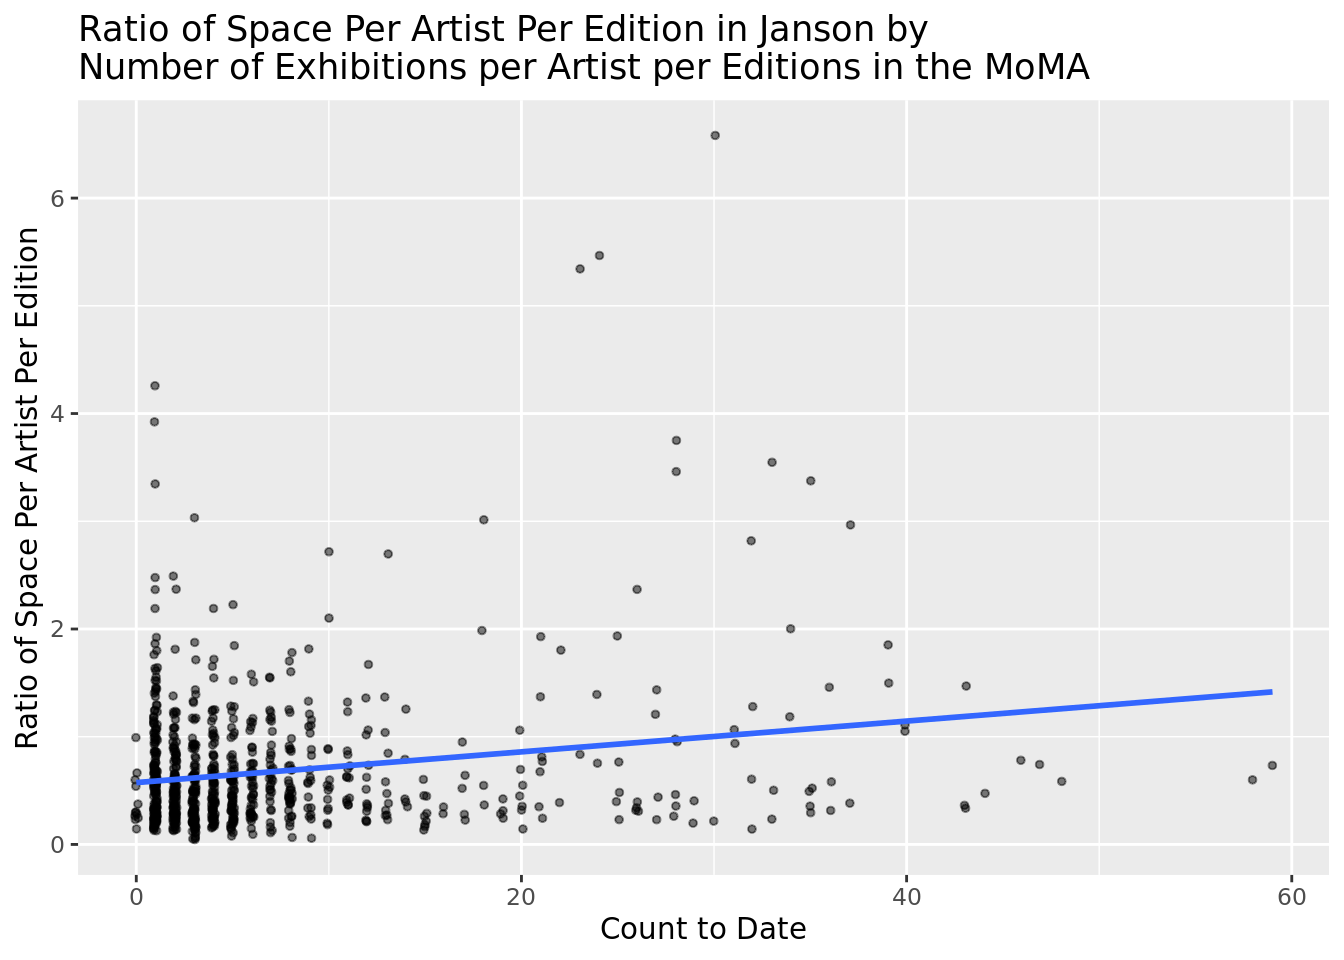 Ratio of Space Per Artist Per Edition in Janson by
Number of Exhibitions per Artist per Editions in the MoMA
Ratio of Space Per Artist Per Edition
6
4
2
0
0 20 40 60
Count to Date